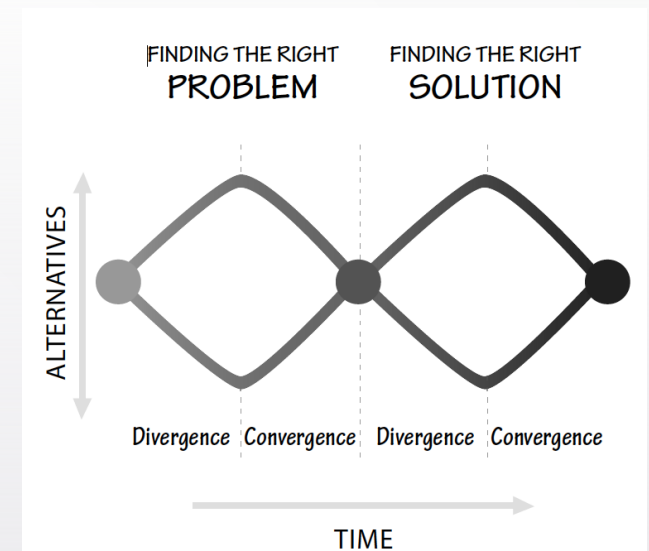 FINDING THE RIGHT
PROBLEM
FINDING THE RIGHT
SOLUTION
ALTERNATIVES
Divergence
Convergence
Divergence
Convergence
TIME